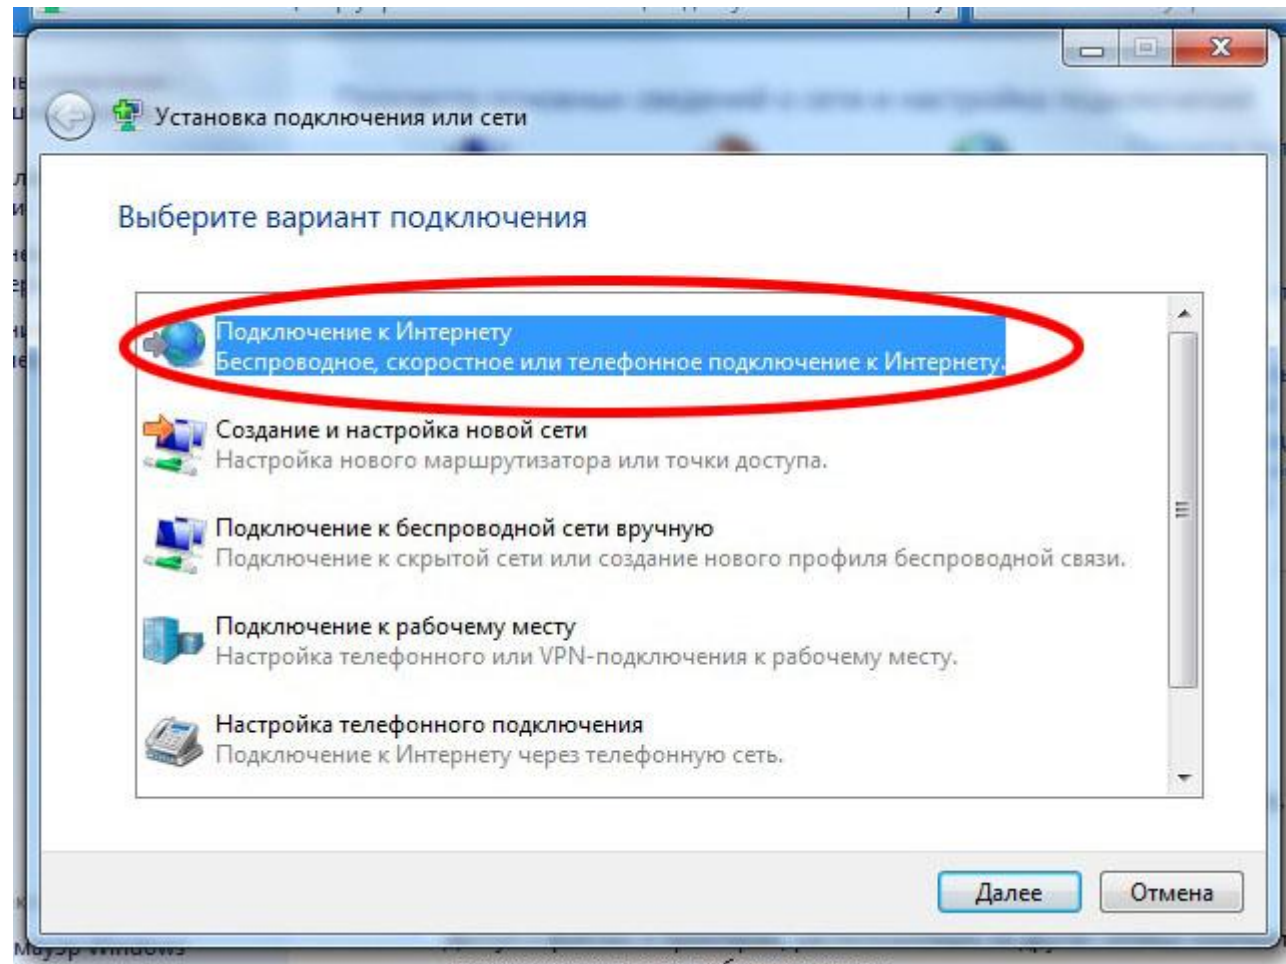 Установка подключения или сети
Выберите вариант подключения
Подключение к Интернету
Беспроводное, скоростное или телефонное подключение к Интернету.
Создание и настройка новой сети
Настройка нового маршрутизатора или точки доступа.
Подключение к беспроводной сети вручную
Подключение к скрытой сети или создание нового профиля беспроводной связи.
Подключение к рабочему месту
Настройка телефонного или VPN-подключения к рабочему месту.
Настройка телефонного подключения
Подключение к Интернету через телефонную сеть.
Далее
Отмена
Windows